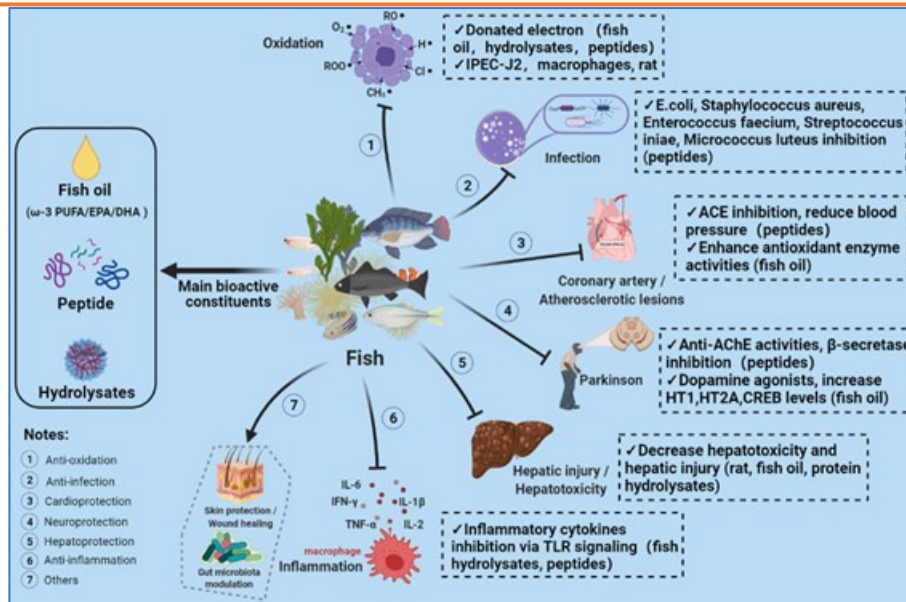 RO•
O₂•
Oxidation
H•
ROO•
Cl•
CH₃•
✓Donated electron (fish
oil, hydrolysates, peptides)
✓IPEC-J2, macrophages, rat
1
Infection
2
✓E.coli, Staphylococcus aureus,
Enterococcus faecium, Streptococcus
iniae, Micrococcus luteus inhibition
(peptides)
Fish oil
(ω-3 PUFA/EPA/DHA )
Peptide
Hydrolysates
Main bioactive
constituents
Fish
3
Coronary artery /
Atherosclerotic lesions
✓ACE inhibition, reduce blood
pressure (peptides)
✓Enhance antioxidant enzyme
activities (fish oil)
4
Parkinson
✓Anti-AChE activities, β-secretase
inhibition (peptides)
✓Dopamine agonists, increase
HT1,HT2A,CREB levels (fish oil)
5
Hepatic injury /
Hepatotoxicity
✓Decrease hepatotoxicity and
hepatic injury (rat, fish oil, protein
hydrolysates)
6
IL-6
IFN-γ
IL-1β
TNF-α
IL-2
macrophage
Inflammation
✓Inflammatory cytokines
inhibition via TLR signaling (fish
hydrolysates, peptides)
7
Skin protection /
Wound healing
Gut microbiota
modulation
Notes:
1 Anti-oxidation
2 Anti-infection
3 Cardioprotection
4 Neuroprotection
5 Hepatoprotection
6 Anti-inflammation
7 Others